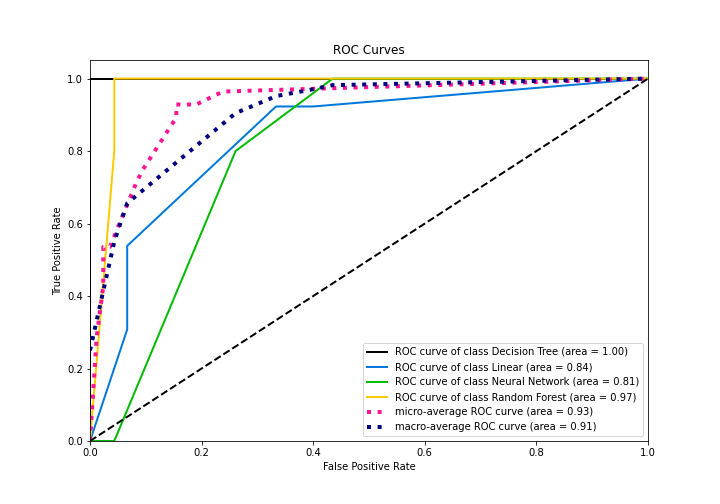 ROC Curves
True Positive Rate
1.0
0.8
0.6
0.4
0.2
0.0
0.0 0.2 0.4 0.6 0.8 1.0
False Positive Rate
ROC curve of class Decision Tree (area = 1.00)
ROC curve of class Linear (area = 0.84)
ROC curve of class Neural Network (area = 0.81)
ROC curve of class Random Forest (area = 0.97)
micro-average ROC curve (area = 0.93)
macro-average ROC curve (area = 0.91)